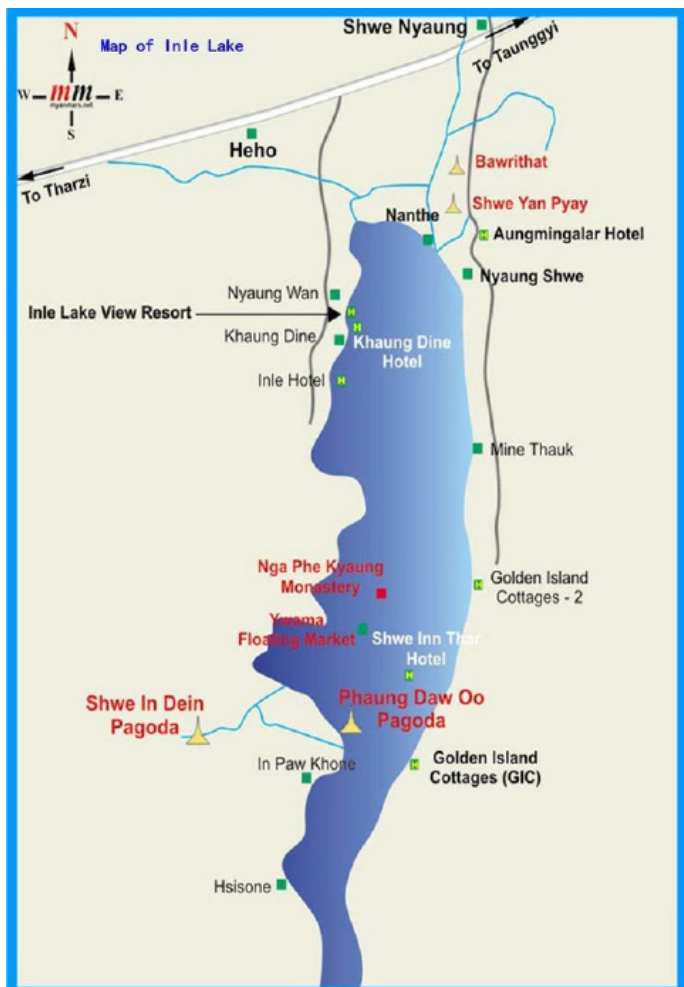 Map of Inle Lake
N
W
E
S
mm
myanmars.net
Shwe Nyaung
To Taunggyi
Heho
To Tharzi
Bawrithat
Shwe Yan Pyay
Nanthe
Aungmingalar Hotel
Nyaung Shwe
Nyaung Wan
Inle Lake View Resort
H
H
H
Khaung Dine
Khaung Dine
Hotel
Inle Hotel
H
Mine Thauk
Nga Phe Kyaung
Monastery
Golden Island
Cottages - 2
H
Ywama
Floating Market
Shwe Inn Thar
Hotel
H
Shwe In Dein
Pagoda
Phaung Daw Oo
Pagoda
In Paw Khone
Golden Island
Cottages (GIC)
H
Hsisone